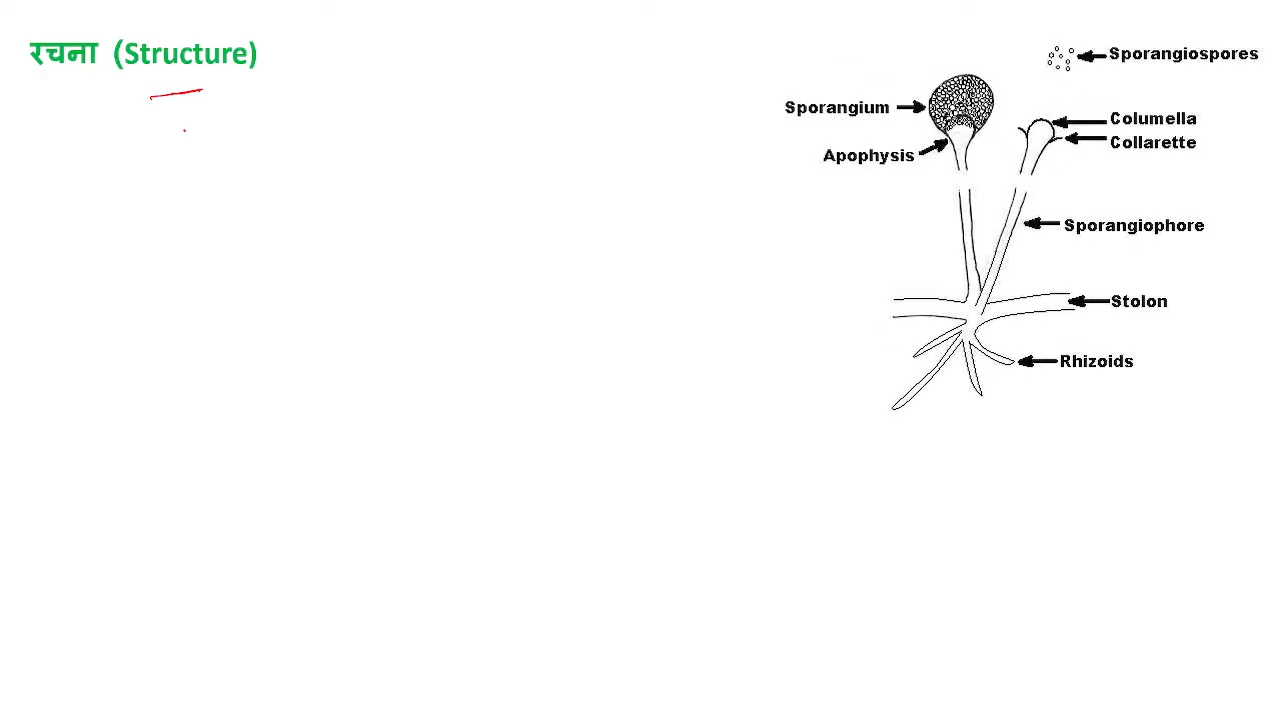 रचना (Structure)
Sporangiospores
Sporangium
Columella
Collarette
Apophysis
Sporangiophore
Stolon
Rhizoids